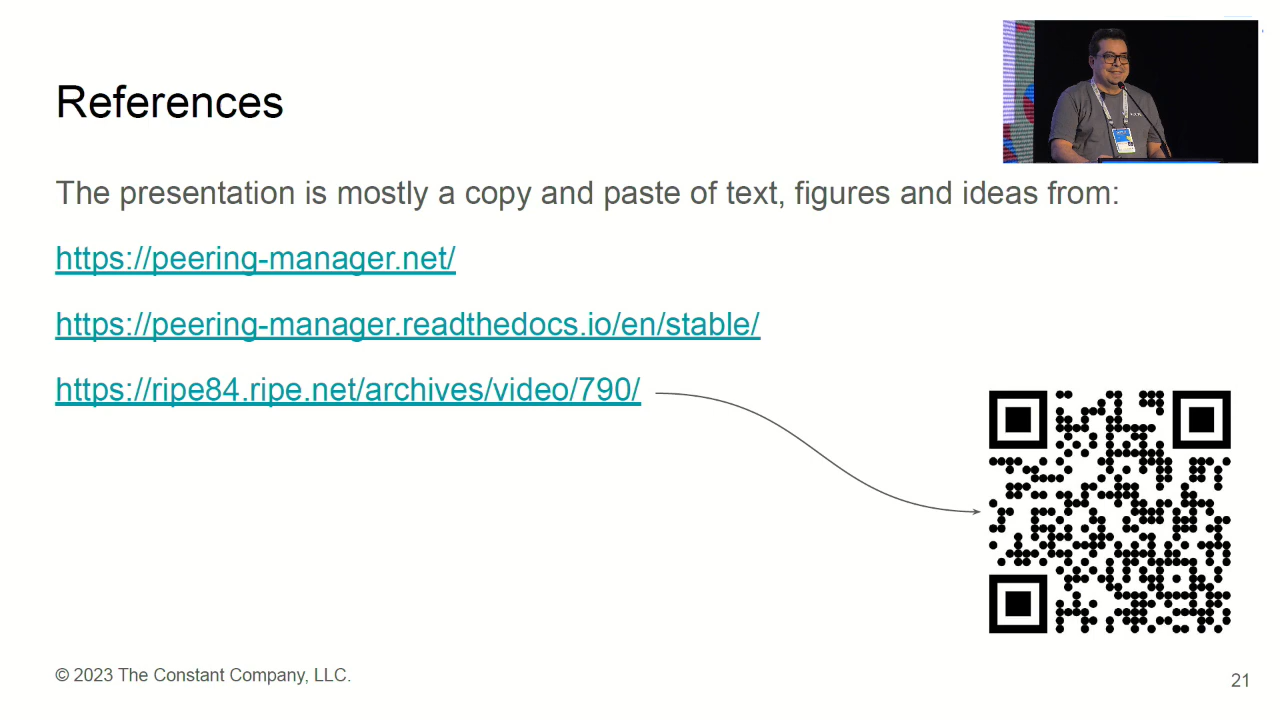 References
The presentation is mostly a copy and paste of text, figures and ideas from:
https://peering-manager.net/
https://peering-manager.readthedocs.io/en/stable/
https://ripe84.ripe.net/archives/video/790/
© 2023 The Constant Company, LLC.
21